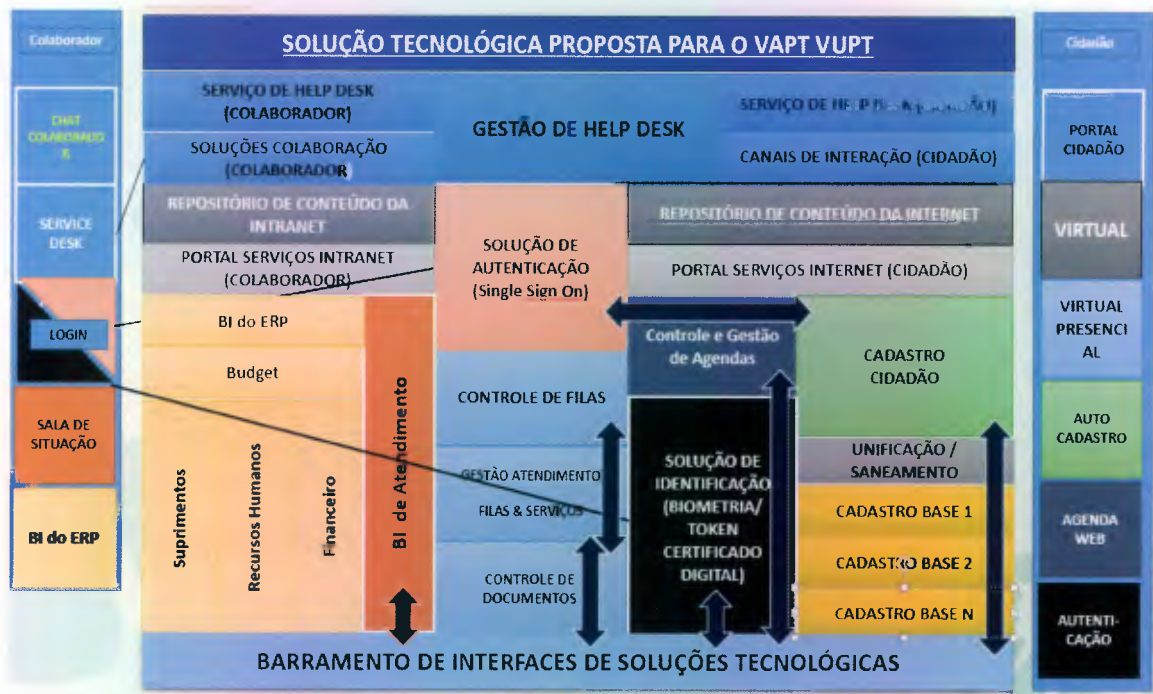 Colaborador
CHAT
COLABORADO
R
SERVICE
DESK
LOGIN
SALA DE
SITUAÇÃO
BI do ERP
SOLUÇÃO TECNOLÓGICA PROPOSTA PARA O VAPT VUPT
SERVIÇO DE HELP DESK
(COLABORADOR)
SOLUÇÕES COLABORAÇÃO
(COLABORADOR)
GESTÃO DE HELP DESK
SERVIÇO DE HELP
CANAIS DE INTERAÇÃO (CIDADÃO)
REPOSITÓRIO DE CONTEÚDO DA
INTRANET
PORTAL SERVIÇOS INTRANET
(COLABORADOR)
SOLUÇÃO DE
AUTENTICAÇÃO
(Single Sign On)
REPOSITÓRIO DE CONTEÚDO DA INTERNET
PORTAL SERVIÇOS INTERNET (CIDADÃO)
BI do ERP
Budget
Suprimentos
Recursos Humanos
Financeiro
BI de Atendimento
CONTROLE DE FILAS
GESTÃO ATENDIMENTO
FILAS & SERVIÇOS
CONTROLE DE
DOCUMENTOS
Controle e Gestão
de Agendas
SOLUÇÃO DE
IDENTIFICAÇÃO
(BIOMETRIA/
TOKEN
CERTIFICADO
DIGITAL)
CADASTRO
CIDADÃO
UNIFICAÇÃO /
SANEAMENTO
CADASTRO BASE 1
CADASTRO BASE 2
CADASTRO BASE N
BARRAMENTO DE INTERFACES DE SOLUÇÕES TECNOLÓGICAS
Cidadão
PORTAL
CIDADÃO
VIRTUAL
VIRTUAL
PRESENCI
AL
AUTO
CADASTRO
AGENDA
WEB
AUTENTI-
CAÇÃO